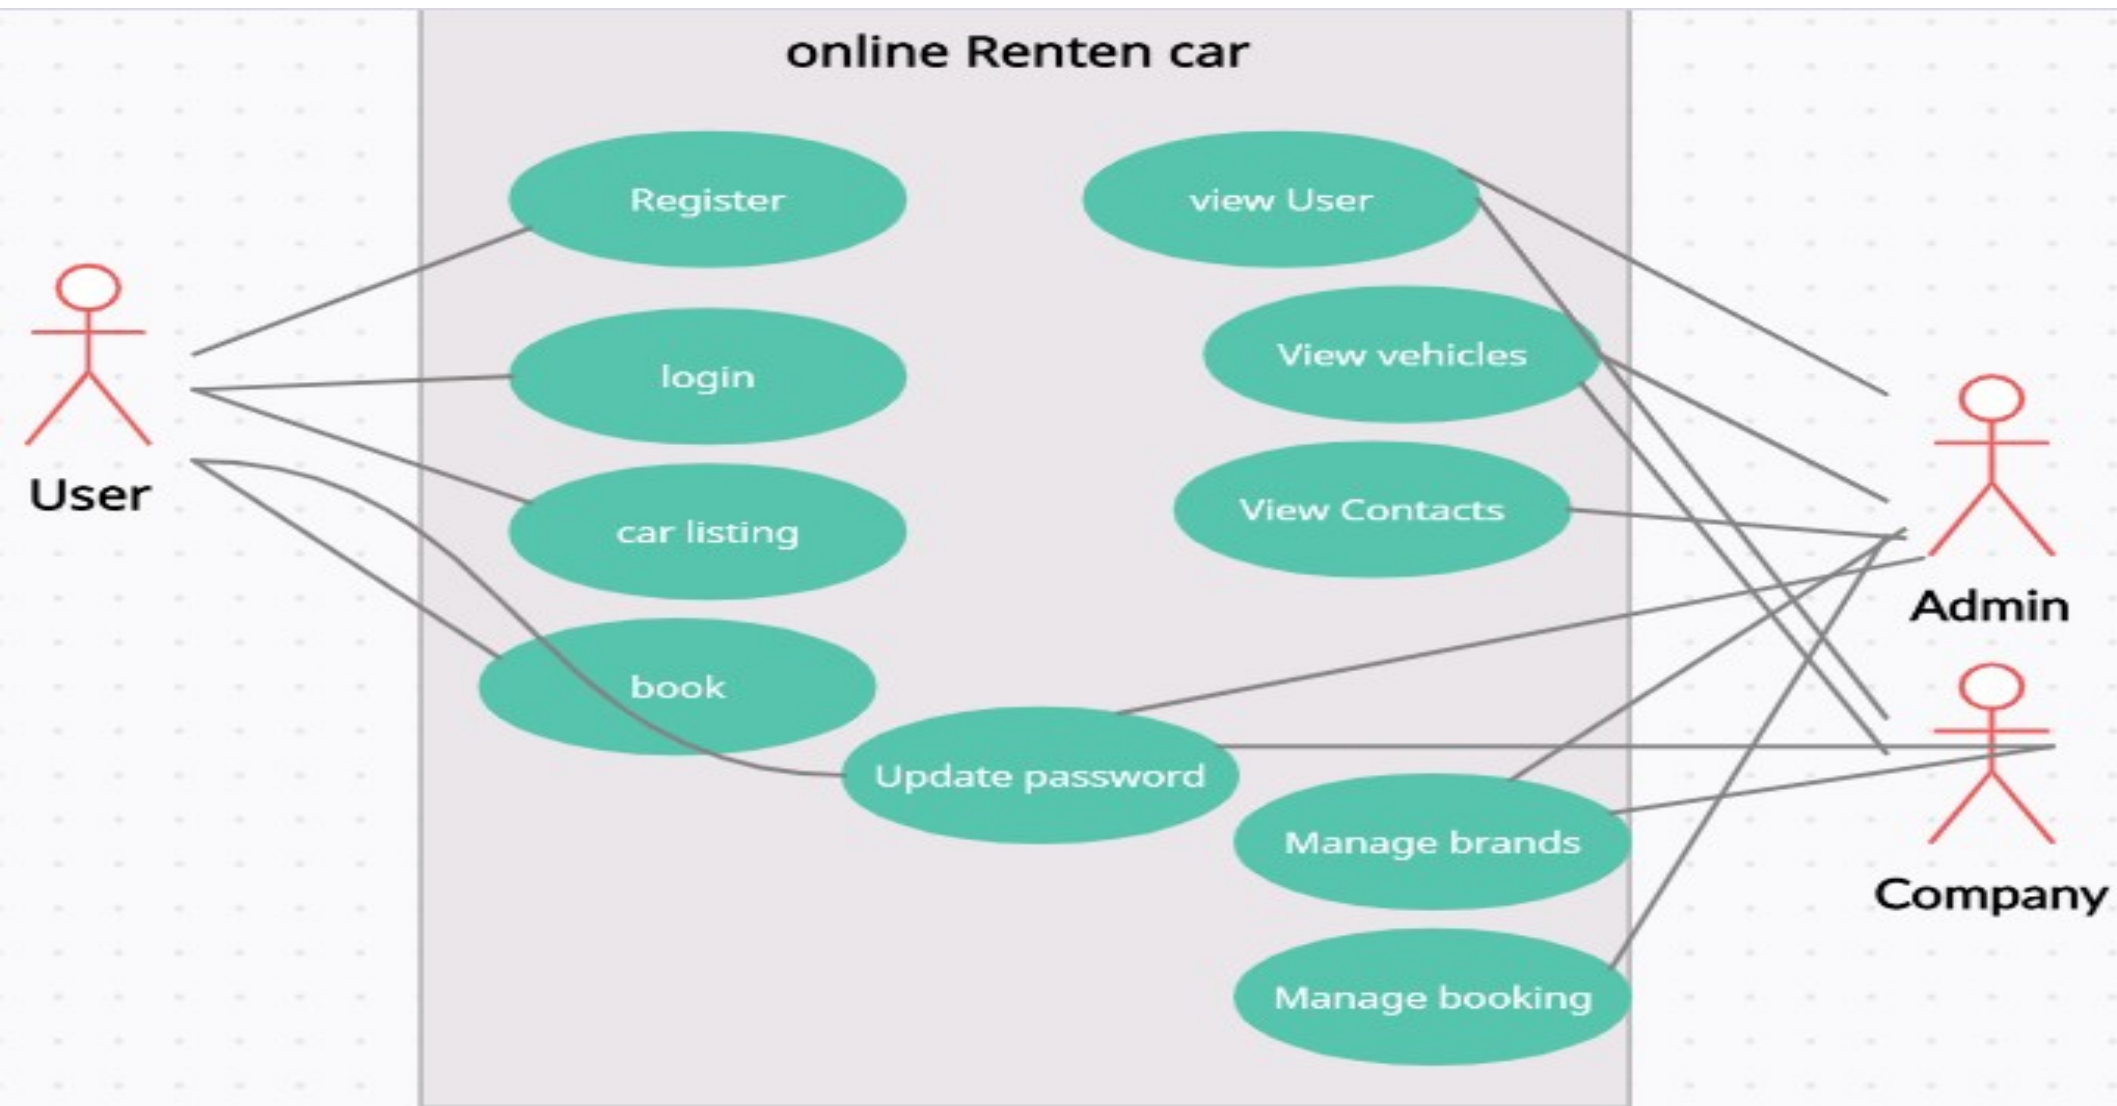 online Renten car
Register
view User
login
View vehicles
car listing
View Contacts
book
Update password
Manage brands
Manage booking
User
Admin
Company